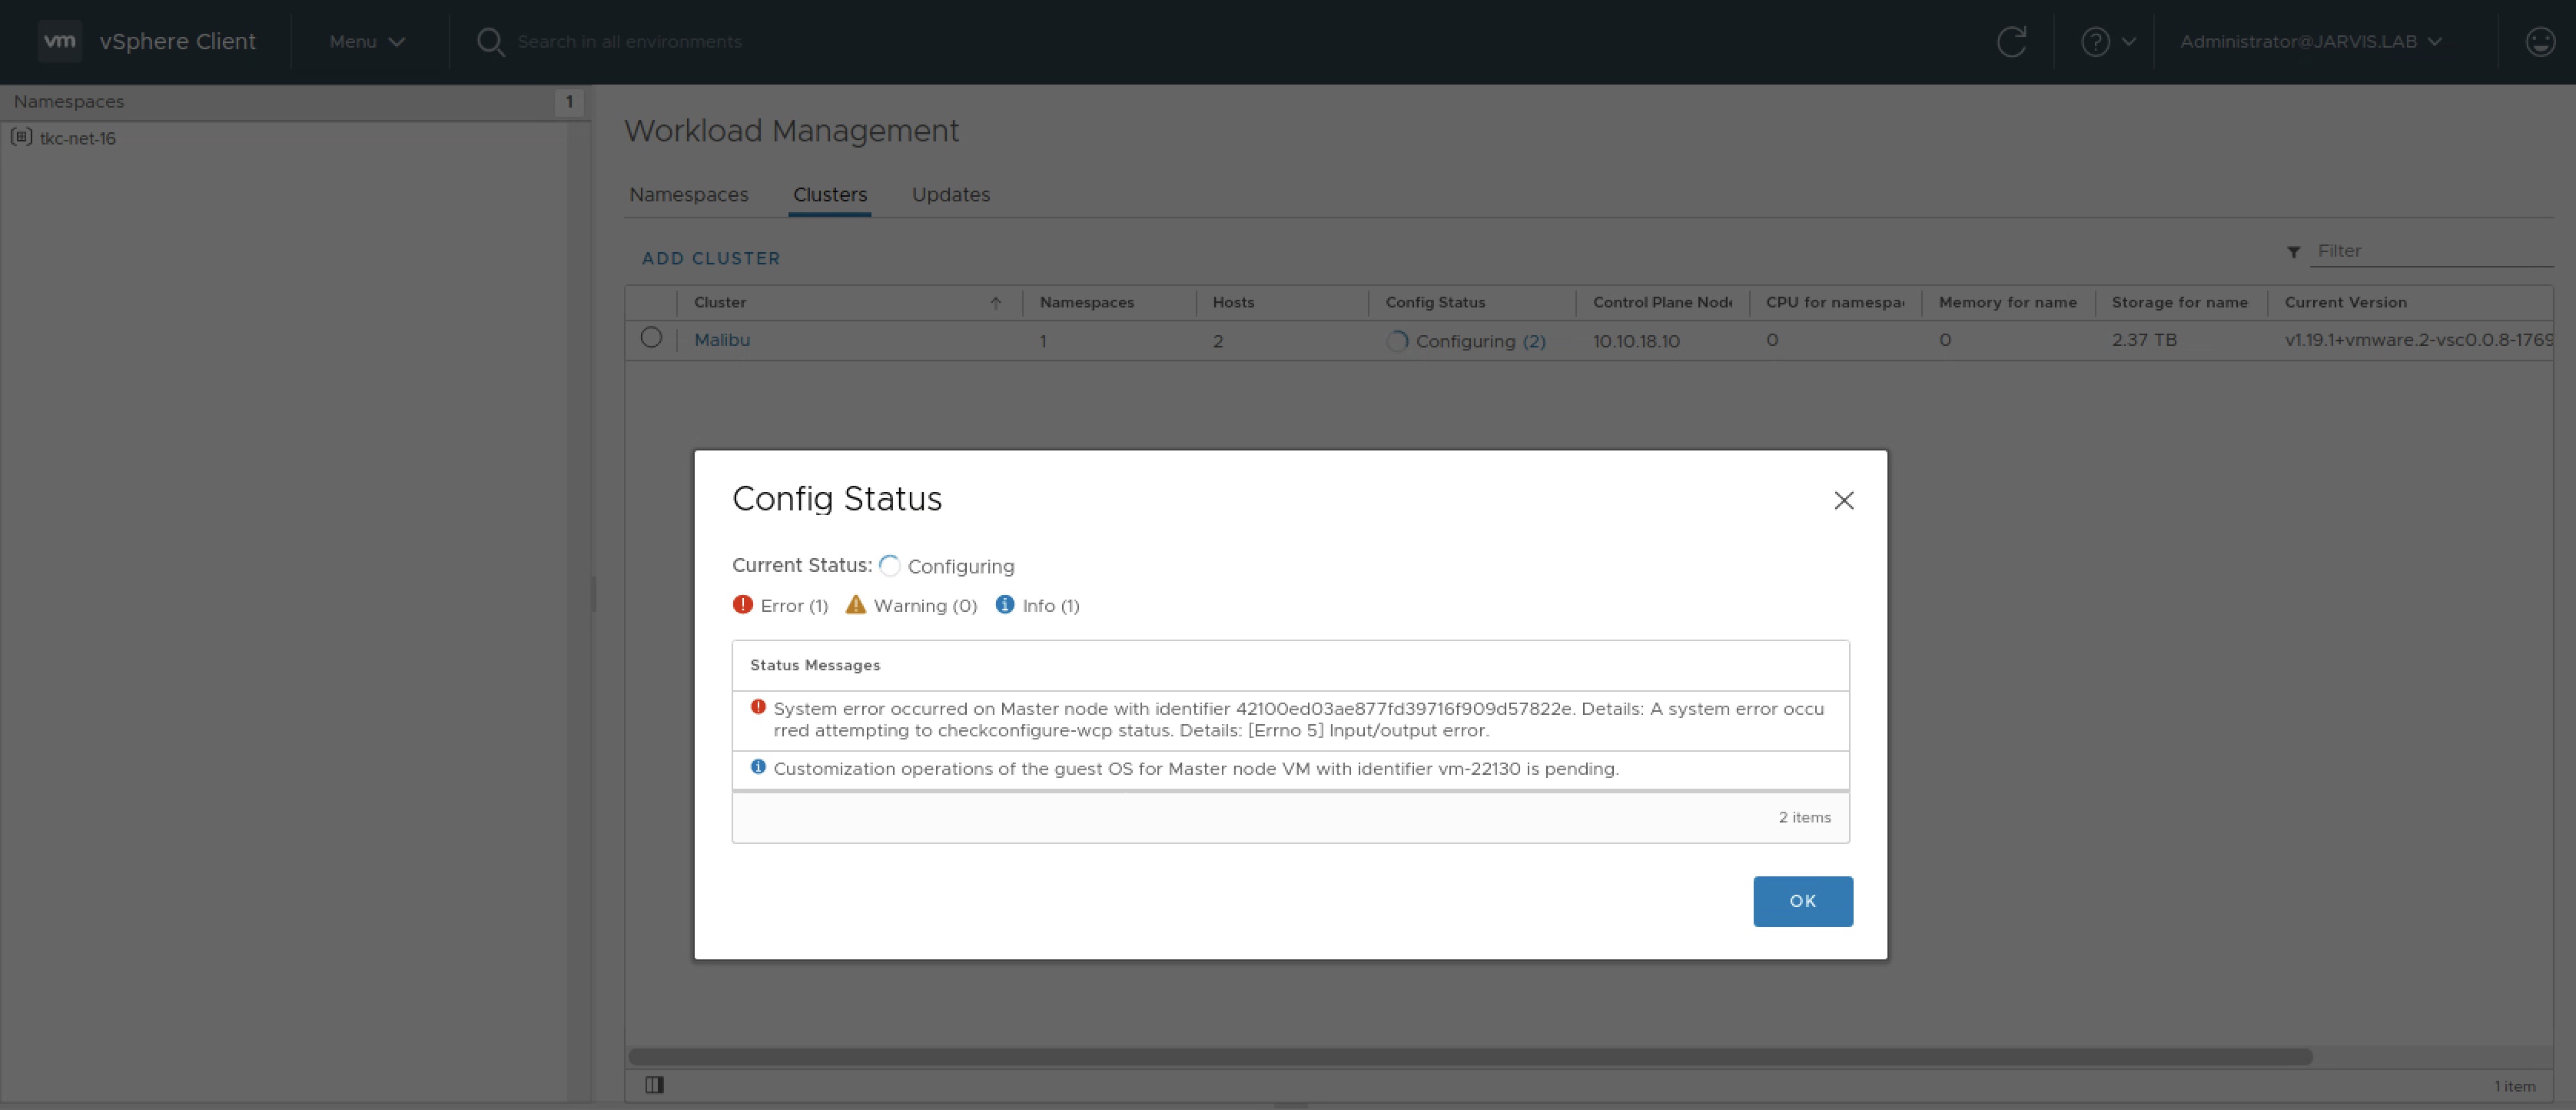 vm vSphere Client Menu Search in all environments ? Administrator@JARVIS.LAB
Namespaces 1
tkc-net-16
Workload Management
Namespaces Clusters Updates
ADD CLUSTER
Filter
Cluster Namespaces Hosts Config Status Control Plane Node CPU for namespa Memory for name Storage for name Current Version
Malibu 1 2 Configuring (2) 10.10.18.10 0 0 2.37 TB v1.19.1+vmware.2-vsc0.0.8-1769
Config Status
Current Status: Configuring
Error (1) Warning (0) Info (1)
Status Messages
System error occurred on Master node with identifier 42100ed03ae877fd39716f909d57822e. Details: A system error occu
rred attempting to checkconfigure-wcp status. Details: [Errno 5] Input/output error.
Customization operations of the guest OS for Master node VM with identifier vm-22130 is pending.
2 items
OK
1 item